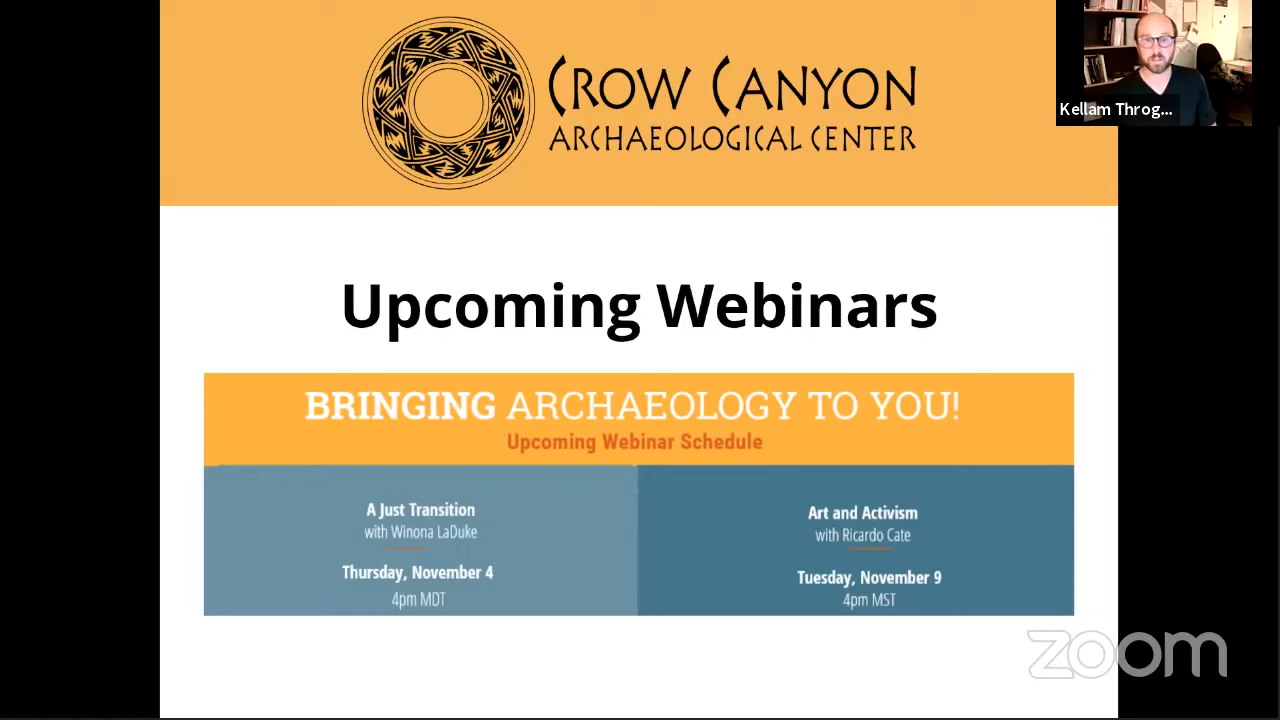 CROW CANYON
ARCHAEOLOGICAL CENTER
Kellam Throg...
Upcoming Webinars
BRINGING ARCHAEOLOGY TO YOU!
Upcoming Webinar Schedule
A Just Transition
with Winona LaDuke
Thursday, November 4
4pm MDT
Art and Activism
with Ricardo Cate
Tuesday, November 9
4pm MST
zoom